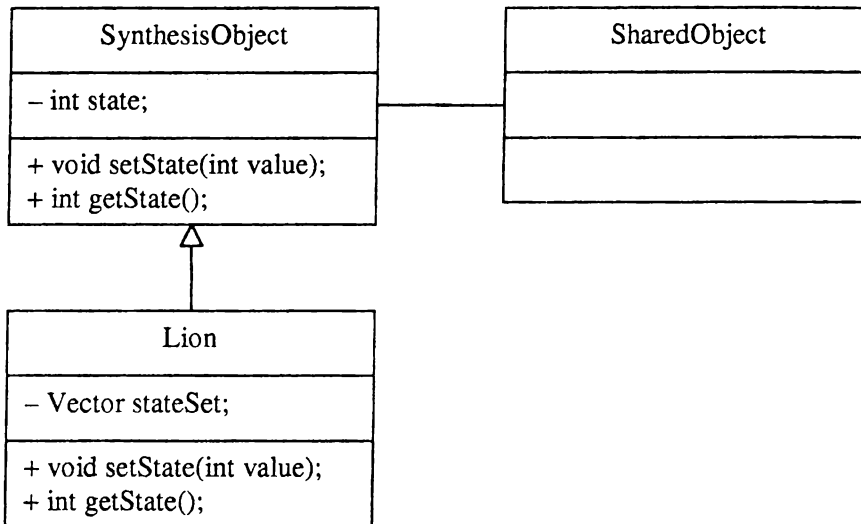 SynthesisObject
– int state;
+ void setState(int value);
+ int getState();
SharedObject
Lion
– Vector stateSet;
+ void setState(int value);
+ int getState();